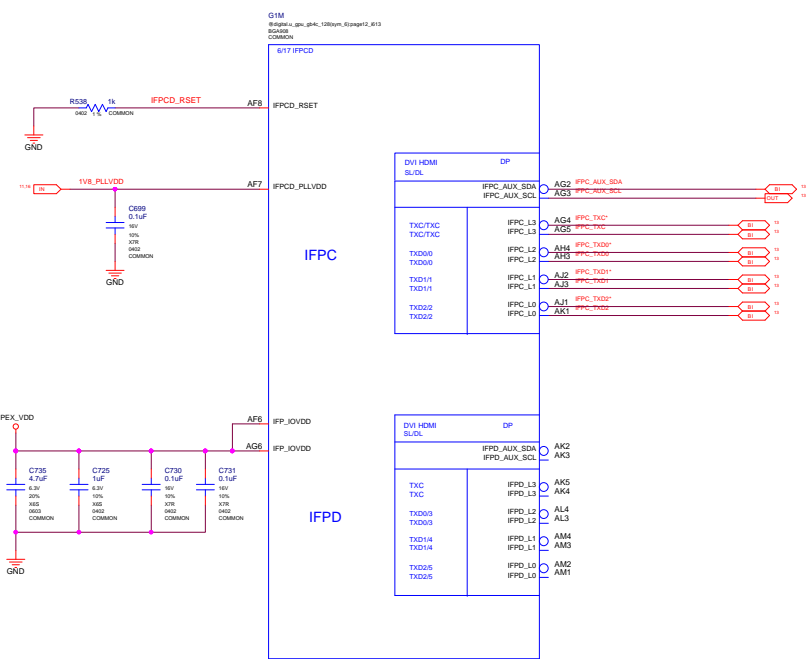 G1M
@digital.u_gpu_gb4c_128(sym_6):page12_i613
BGA908
COMMON
6/17 IFPCD
R538 1k
0402 1% COMMON
IFPCD_RSET
AF8 IFPCD_RSET
GND
11,16 IN 1V8_PLLVDD
AF7 IFPCD_PLLVDD
C699
0.1uF
16V
10%
X7R
0402
COMMON
GND
IFPC
DVI HDMI DP
SL/DL
IFPC_AUX_SDA AG2 IFPC_AUX_SDA BI
IFPC_AUX_SCL AG3 IFPC_AUX_SCL OUT
TXC/TXC IFPC_L3 AG4 IFPC_TXC* BI
TXC/TXC IFPC_L3 AG5 IFPC_TXC BI
TXD0/0 IFPC_L2 AH4 IFPC_TXD0* BI
TXD0/0 IFPC_L2 AH3 IFPC_TXD0 BI
TXD1/1 IFPC_L1 AJ2 IFPC_TXD1* BI
TXD1/1 IFPC_L1 AJ3 IFPC_TXD1 BI
TXD2/2 IFPC_L0 AJ1 IFPC_TXD2* BI
TXD2/2 IFPC_L0 AK1 IFPC_TXD2 BI
PEX_VDD
AF6 IFP_IOVDD
AG6 IFP_IOVDD
C735
4.7uF
6.3V
20%
X6S
0603
COMMON
C725
1uF
6.3V
10%
X6S
0402
COMMON
C730
0.1uF
16V
10%
X7R
0402
COMMON
C731
0.1uF
16V
10%
X7R
0402
COMMON
GND
IFPD
DVI HDMI DP
SL/DL
IFPD_AUX_SDA AK2
IFPD_AUX_SCL AK3
TXC IFPD_L3 AK5
TXC IFPD_L3 AK4
TXD0/3 IFPD_L2 AL4
TXD0/3 IFPD_L2 AL3
TXD1/4 IFPD_L1 AM4
TXD1/4 IFPD_L1 AM3
TXD2/5 IFPD_L0 AM2
TXD2/5 IFPD_L0 AM1